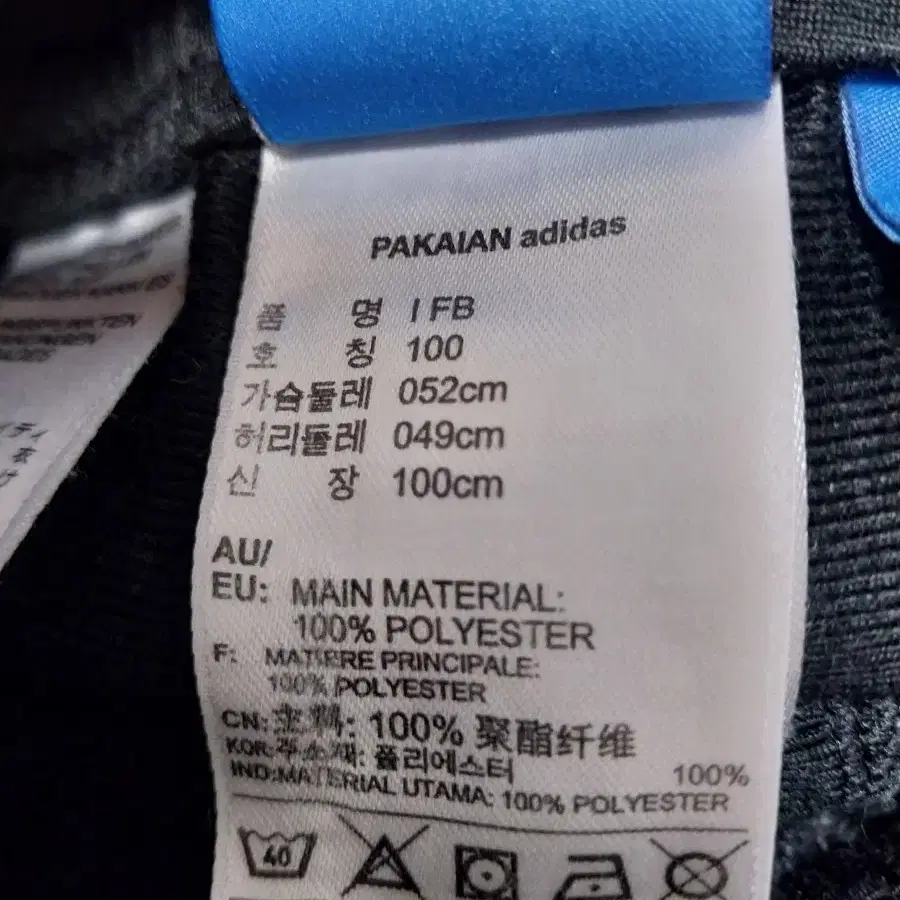 PAKAIAN adidas
품 명 I FB
호 칭 100
가슴둘레 052cm
허리둘레 049cm
신 장 100cm
AU/
EU: MAIN MATERIAL:
100% POLYESTER
F: MATIERE PRINCIPALE:
100% POLYESTER
CN: 主料: 100% 聚酯纤维
KOR: 주소재: 폴리에스터 100%
IND:MATERIAL UTAMA: 100% POLYESTER
40